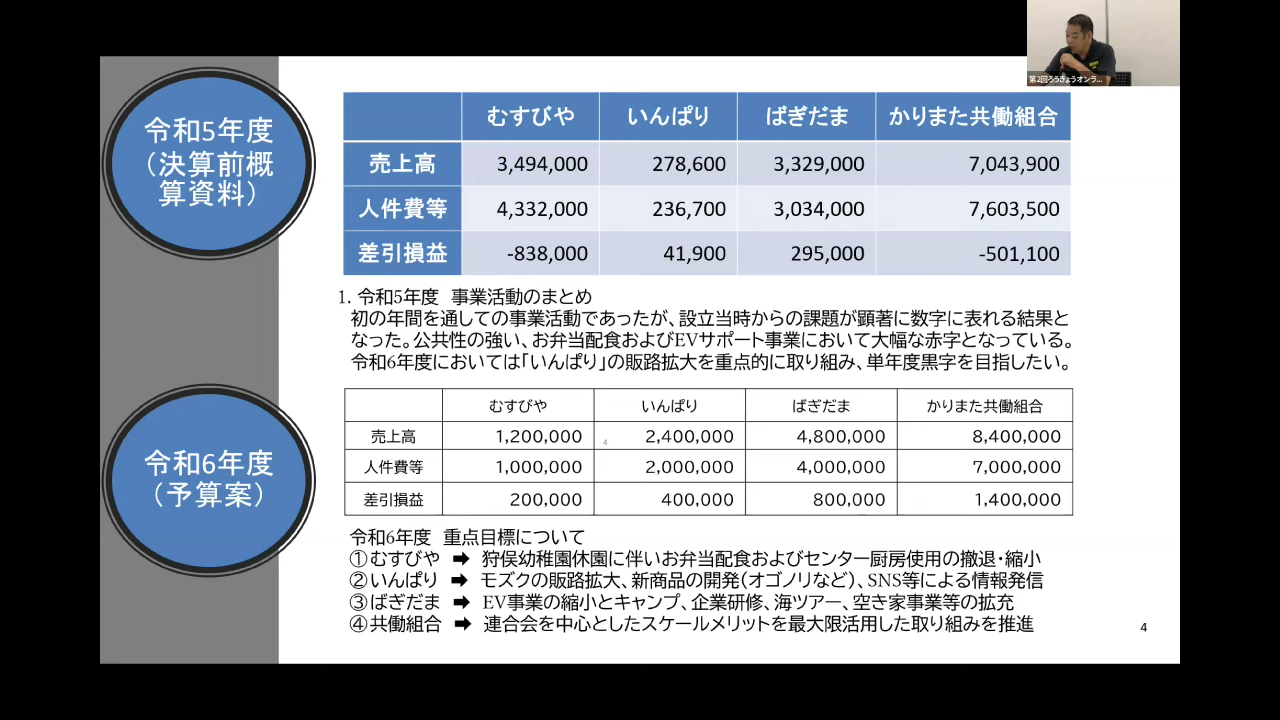 第2回ろうきょうオンラ...
令和5年度
（決算前概
算資料）
むすびや いんぱり ばぎだま かりまた共働組合
売上高 3,494,000 278,600 3,329,000 7,043,900
人件費等 4,332,000 236,700 3,034,000 7,603,500
差引損益 -838,000 41,900 295,000 -501,100
1. 令和5年度　事業活動のまとめ
初の年間を通しての事業活動であったが、設立当時からの課題が顕著に数字に表れる結果と
なった。公共性の強い、お弁当配食およびEVサポート事業において大幅な赤字となっている。
令和6年度においては「いんぱり」の販路拡大を重点的に取り組み、単年度黒字を目指したい。
令和6年度
（予算案）
むすびや いんぱり ばぎだま かりまた共働組合
売上高 1,200,000 4 2,400,000 4,800,000 8,400,000
人件費等 1,000,000 2,000,000 4,000,000 7,000,000
差引損益 200,000 400,000 800,000 1,400,000
令和6年度　重点目標について
①むすびや ➡ 狩俣幼稚園休園に伴いお弁当配食およびセンター厨房使用の撤退・縮小
②いんぱり ➡ モズクの販路拡大、新商品の開発（オゴノリなど）、SNS等による情報発信
③ばぎだま ➡ EV事業の縮小とキャンプ、企業研修、海ツアー、空き家事業等の拡充
④共働組合 ➡ 連合会を中心としたスケールメリットを最大限活用した取り組みを推進
4